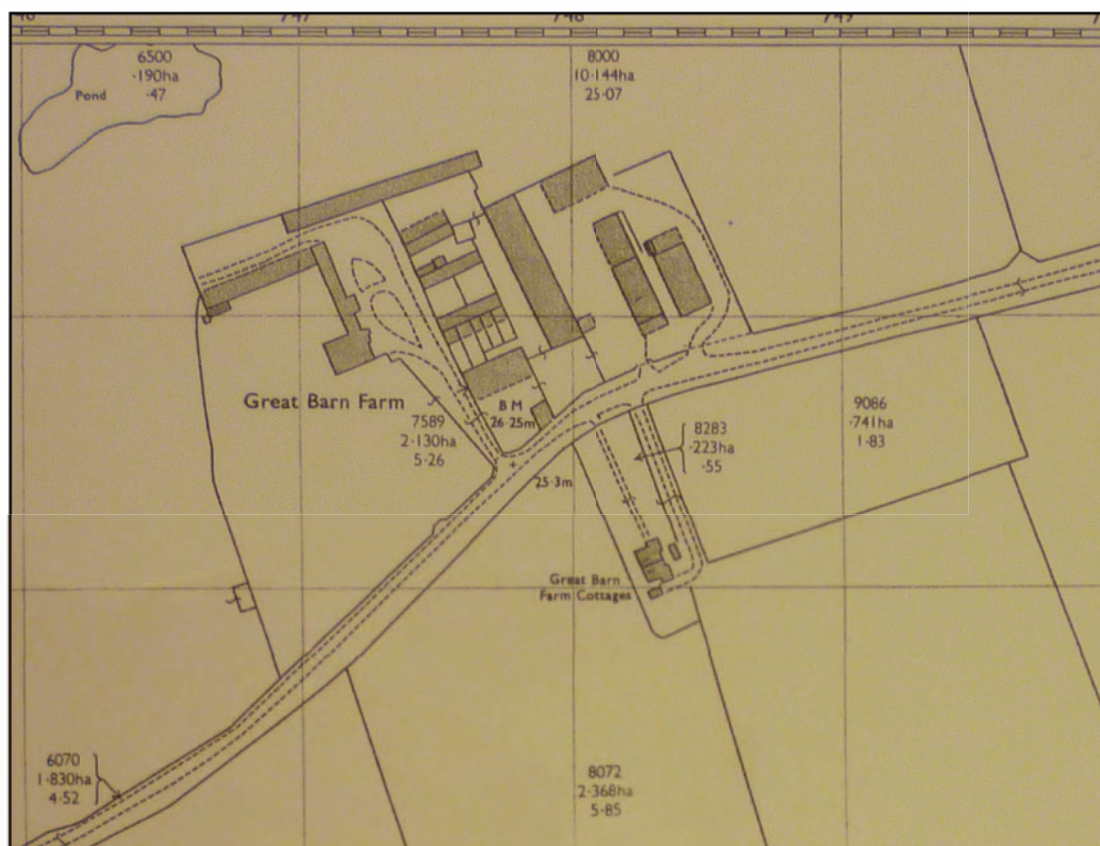 747
748
749
6500
·190ha
·47
Pond
8000
10·144ha
25·07
Great Barn Farm
7589
2·130ha
5·26
B M
26·25m
25·3m
8283
·223ha
·55
9086
·741ha
1·83
Great Barn
Farm Cottages
6070
1·830ha
4·52
8072
2·368ha
5·85